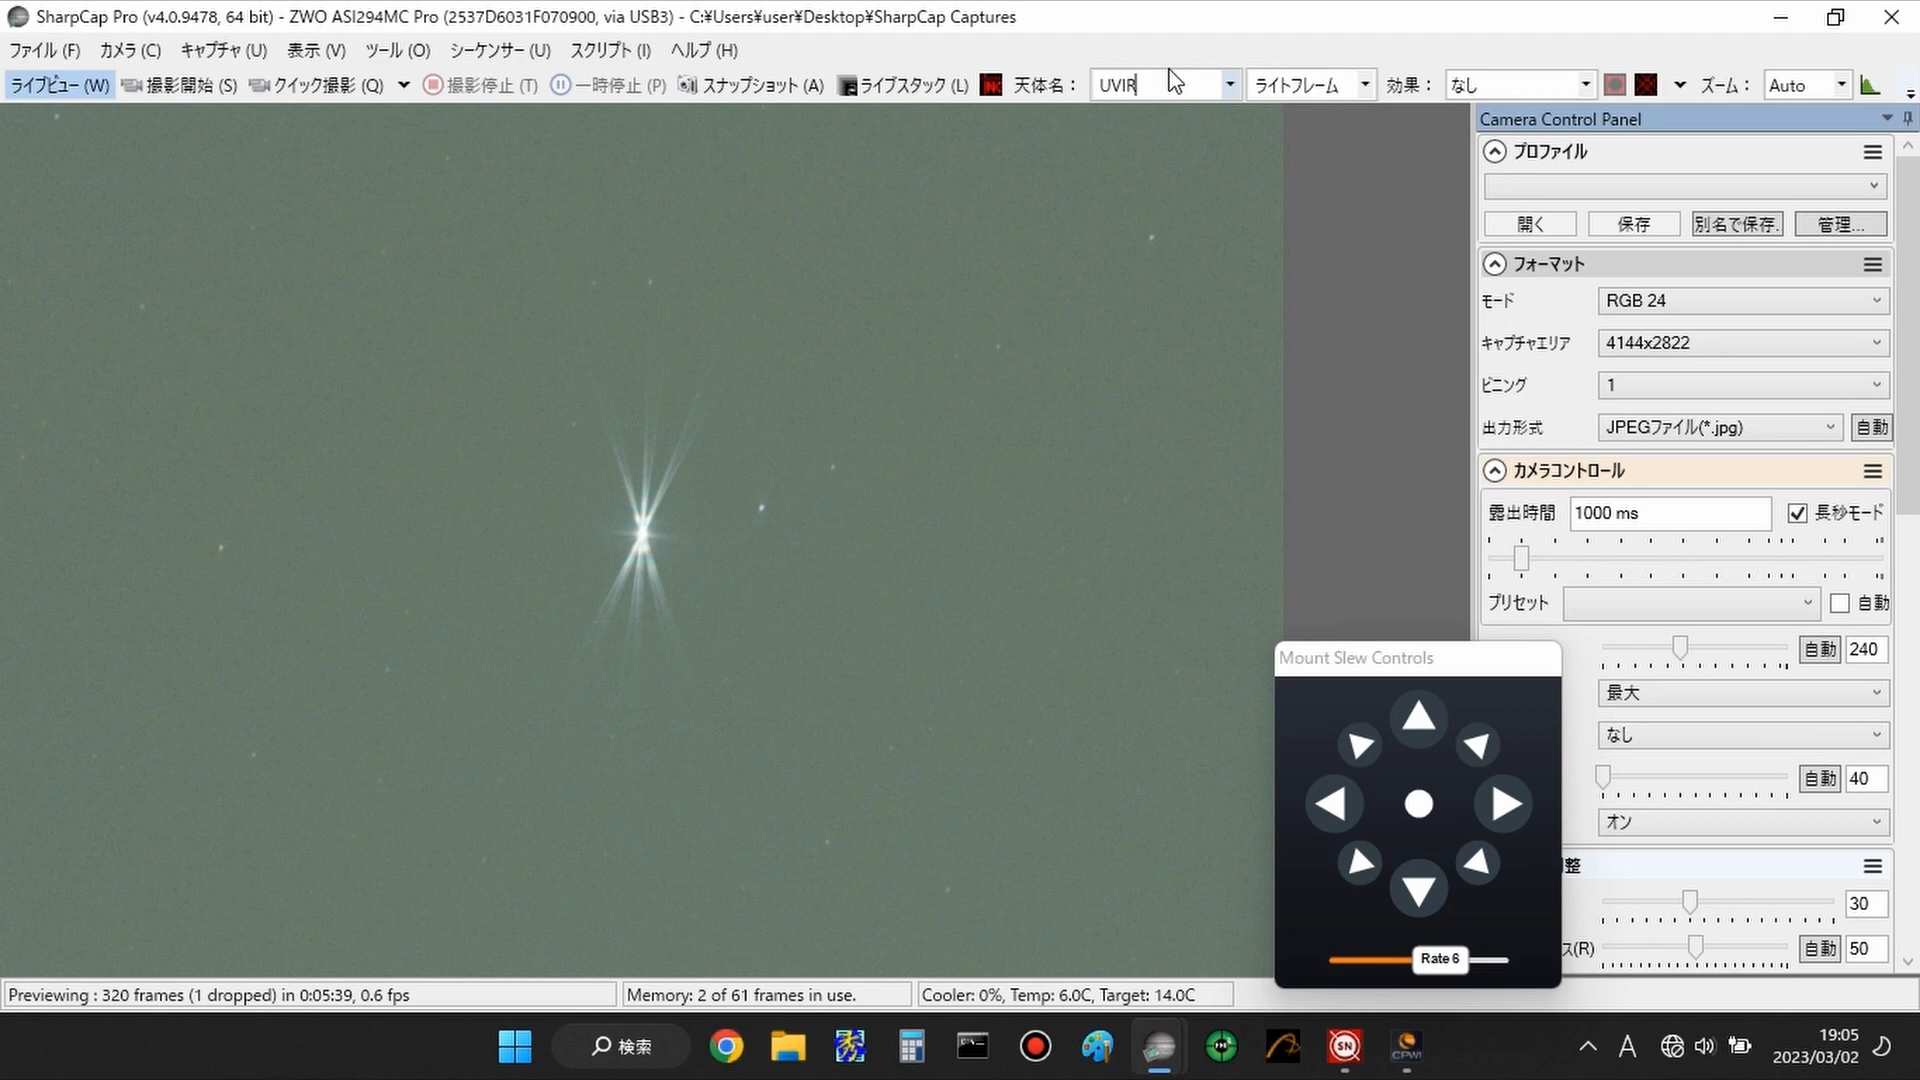 SharpCap Pro (v4.0.9478, 64 bit) - ZWO ASI294MC Pro (2537D6031F070900, via USB3) - C:¥Users¥user¥Desktop¥SharpCap Captures
ファイル (F) カメラ (C) キャプチャ (U) 表示 (V) ツール (O) シーケンサー (U) スクリプト (I) ヘルプ (H)
ライブビュー (W) 撮影開始 (S) クイック撮影 (Q) 撮影停止 (T) 一時停止 (P) スナップショット (A) ライブスタック (L) 天体名： UVIR ライトフレーム 効果： なし ズーム： Auto
Camera Control Panel
プロファイル
開く 保存 別名で保存. 管理...
フォーマット
モード RGB 24
キャプチャエリア 4144x2822
ビニング 1
出力形式 JPEGファイル(*.jpg) 自動
カメラコントロール
露出時間 1000 ms 長秒モード
プリセット 自動
自動 240
最大
なし
自動 40
オン
整
30
ス(R) 自動 50
Mount Slew Controls
Rate 6
Previewing : 320 frames (1 dropped) in 0:05:39, 0.6 fps Memory: 2 of 61 frames in use. Cooler: 0%, Temp: 6.0C, Target: 14.0C
検索
秀
SN
CPWI
A
19:05
2023/03/02